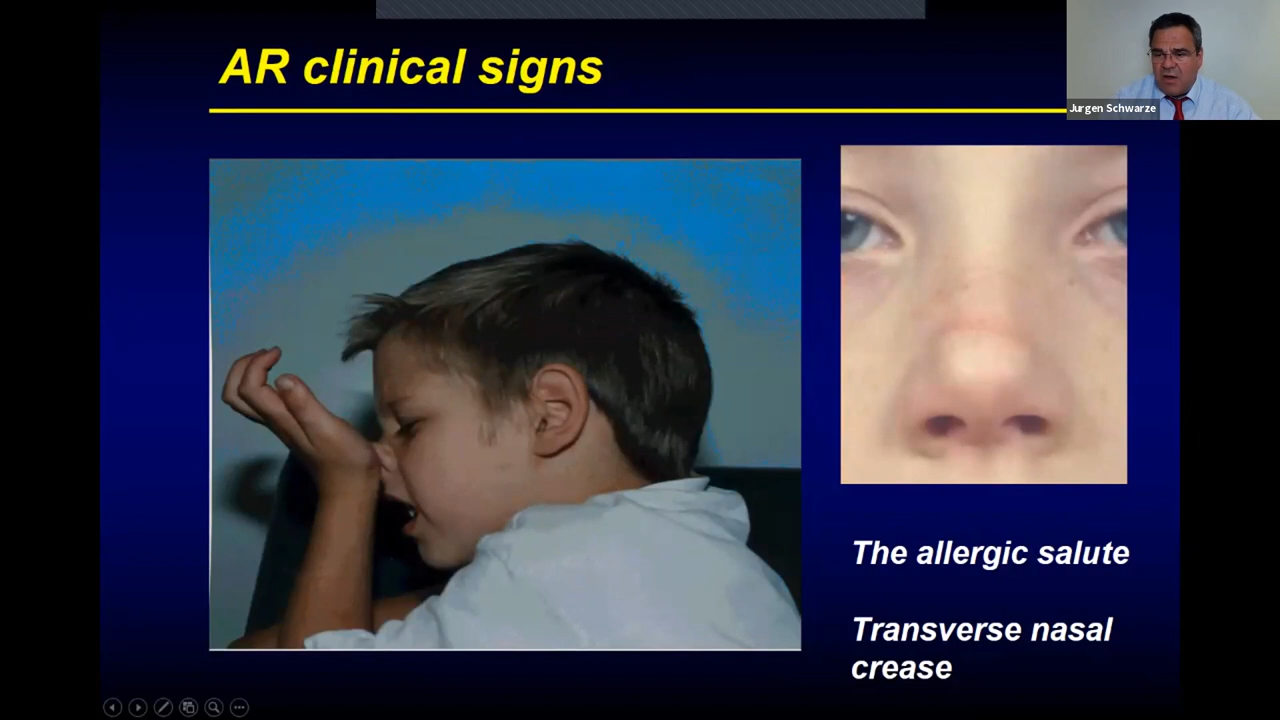 AR clinical signs
Jurgen Schwarze
The allergic salute
Transverse nasal
crease